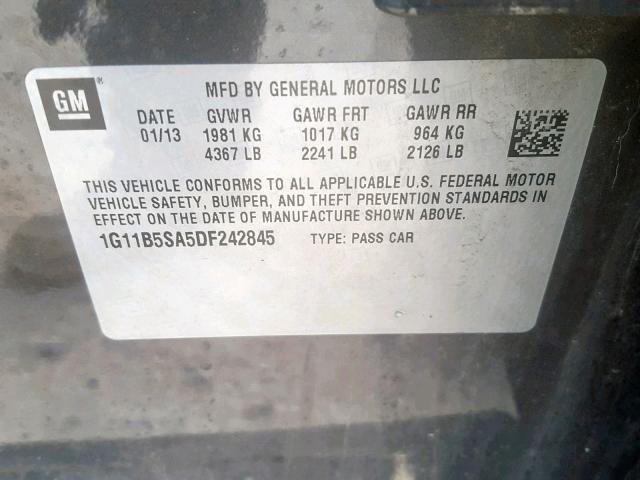 GM ®
MFD BY GENERAL MOTORS LLC
DATE GVWR GAWR FRT GAWR RR
01/13 1981 KG 1017 KG 964 KG
4367 LB 2241 LB 2126 LB
THIS VEHICLE CONFORMS TO ALL APPLICABLE U.S. FEDERAL MOTOR
VEHICLE SAFETY, BUMPER, AND THEFT PREVENTION STANDARDS IN
EFFECT ON THE DATE OF MANUFACTURE SHOWN ABOVE.
1G11B5SA5DF242845 TYPE: PASS CAR